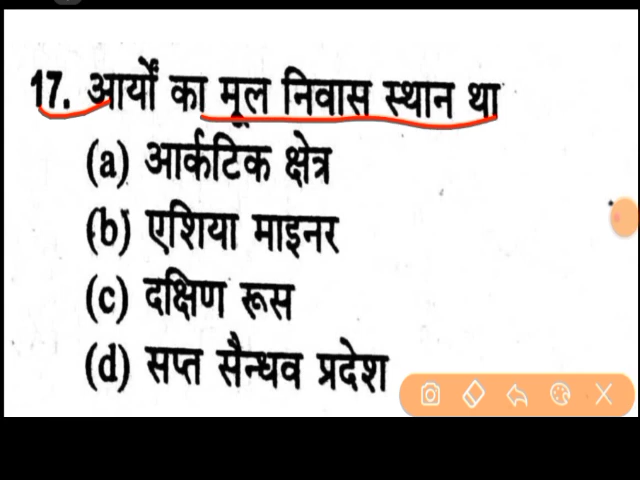 17. आर्यों का मूल निवास स्थान था
(a) आर्कटिक क्षेत्र
(b) एशिया माइनर
(c) दक्षिण रूस
(d) सप्त सैन्धव प्रदेश